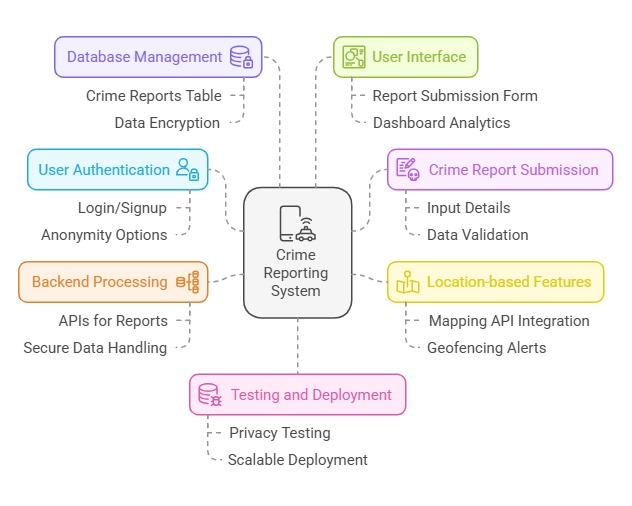 Database Management
Crime Reports Table
Data Encryption
User Interface
Report Submission Form
Dashboard Analytics
User Authentication
Login/Signup
Anonymity Options
Crime Report Submission
Input Details
Data Validation
Crime
Reporting
System
Backend Processing
APIs for Reports
Secure Data Handling
Location-based Features
Mapping API Integration
Geofencing Alerts
Testing and Deployment
Privacy Testing
Scalable Deployment